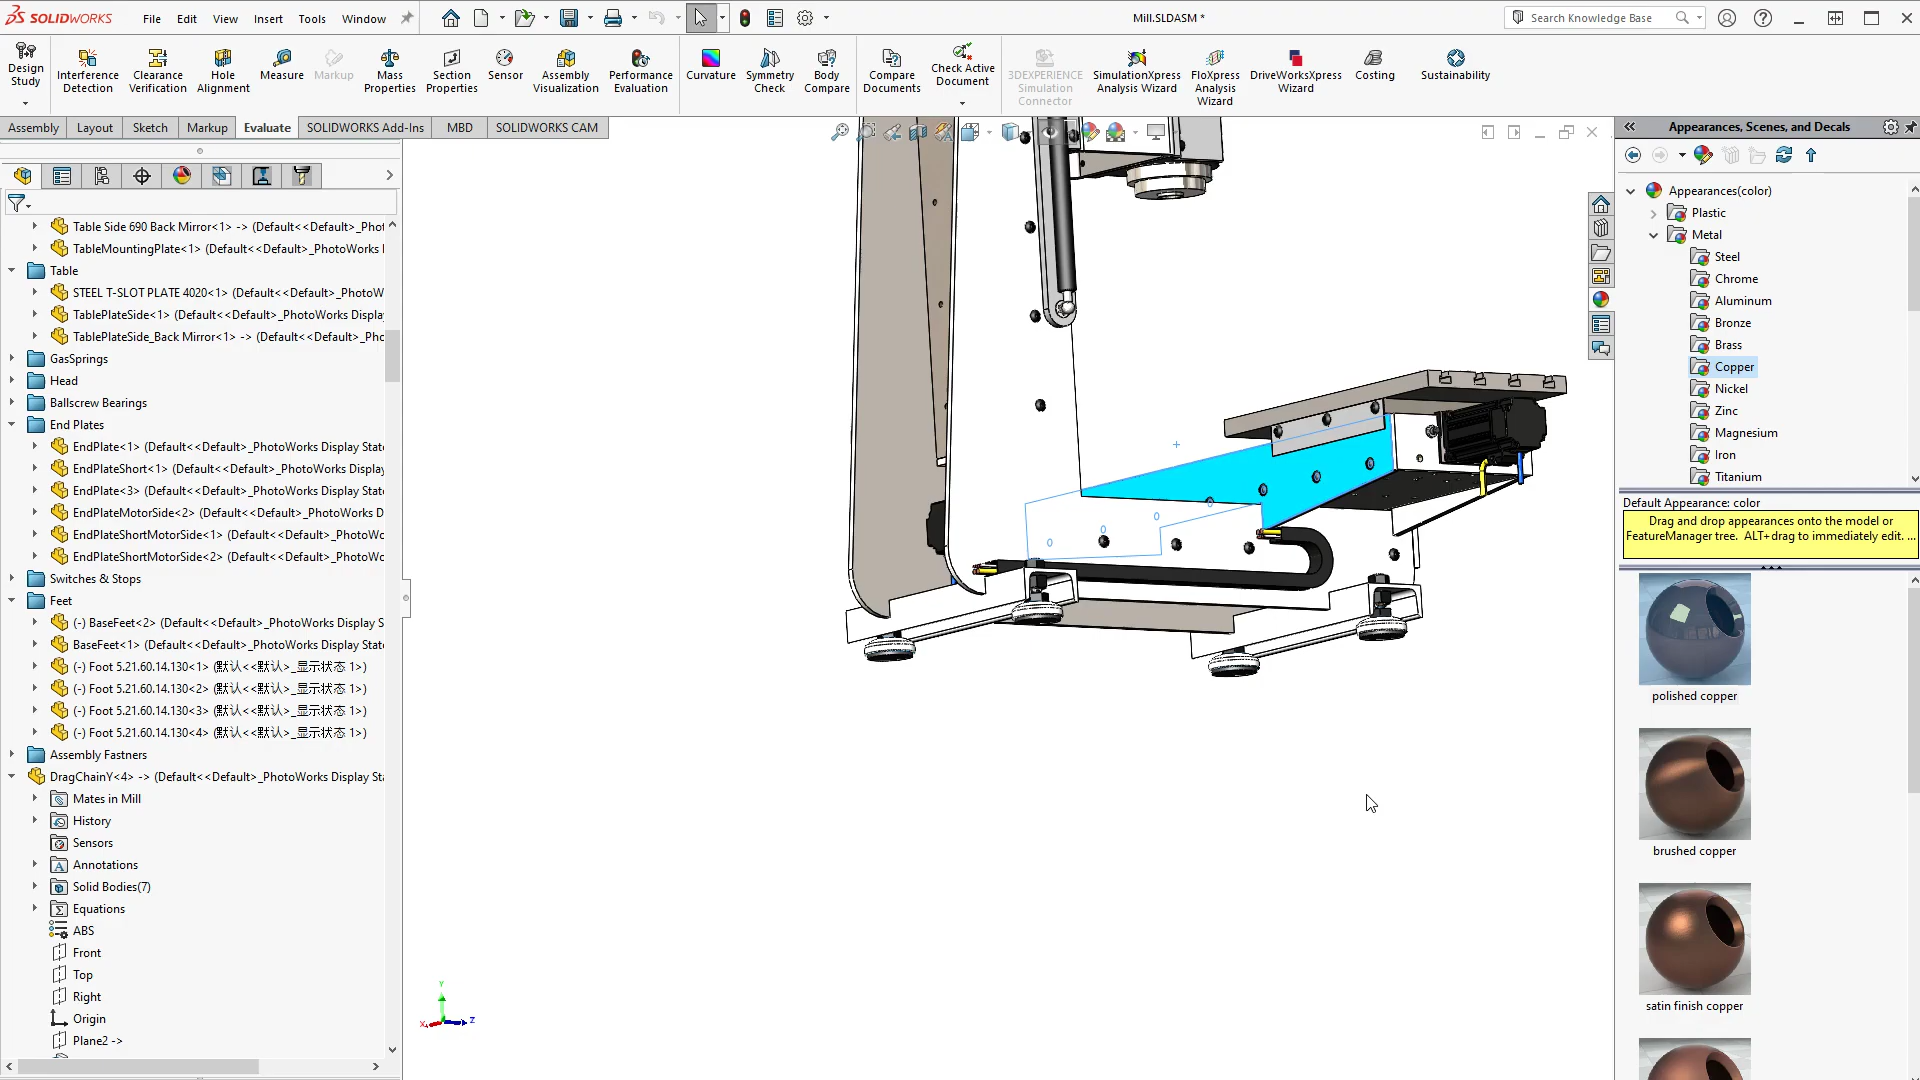 SOLIDWORKS
File Edit View Insert Tools Window
Mill.SLDASM *
Search Knowledge Base
Design Study
Interference Detection
Clearance Verification
Hole Alignment
Measure
Markup
Mass Properties
Section Properties
Sensor
Assembly Visualization
Performance Evaluation
Curvature
Symmetry Check
Body Compare
Compare Documents
Check Active Document
3DEXPERIENCE Simulation Connector
SimulationXpress Analysis Wizard
FloXpress Analysis Wizard
DriveWorksXpress Wizard
Costing
Sustainability
Assembly Layout Sketch Markup Evaluate SOLIDWORKS Add-Ins MBD SOLIDWORKS CAM
Table Side 690 Back Mirror<1> -> (Default<<Default>_Phot
TableMountingPlate<1> (Default<<Default>_PhotoWorks I
Table
STEEL T-SLOT PLATE 4020<1> (Default<<Default>_PhotoW
TablePlateSide<1> (Default<<Default>_PhotoWorks Displa
TablePlateSide_Back Mirror<1> -> (Default<<Default>_Pho
GasSprings
Head
Ballscrew Bearings
End Plates
EndPlate<1> (Default<<Default>_PhotoWorks Display State
EndPlateShort<1> (Default<<Default>_PhotoWorks Display
EndPlate<3> (Default<<Default>_PhotoWorks Display State
EndPlateMotorSide<2> (Default<<Default>_PhotoWorks D
EndPlateShortMotorSide<1> (Default<<Default>_PhotoWo
EndPlateShortMotorSide<2> (Default<<Default>_PhotoWo
Switches & Stops
Feet
(-) BaseFeet<2> (Default<<Default>_PhotoWorks Display S
BaseFeet<1> (Default<<Default>_PhotoWorks Display State
(-) Foot 5.21.60.14.130<1> (默认<<默认>_显示状态 1>)
(-) Foot 5.21.60.14.130<2> (默认<<默认>_显示状态 1>)
(-) Foot 5.21.60.14.130<3> (默认<<默认>_显示状态 1>)
(-) Foot 5.21.60.14.130<4> (默认<<默认>_显示状态 1>)
Assembly Fastners
DragChainY<4> -> (Default<<Default>_PhotoWorks Display Sta
Mates in Mill
History
Sensors
Annotations
Solid Bodies(7)
Equations
ABS
Front
Top
Right
Origin
Plane2 ->
Y
X
Z
Appearances, Scenes, and Decals
Appearances(color)
Plastic
Metal
Steel
Chrome
Aluminum
Bronze
Brass
Copper
Nickel
Zinc
Magnesium
Iron
Titanium
Default Appearance: color
Drag and drop appearances onto the model or
FeatureManager tree. ALT+drag to immediately edit. ...
polished copper
brushed copper
satin finish copper